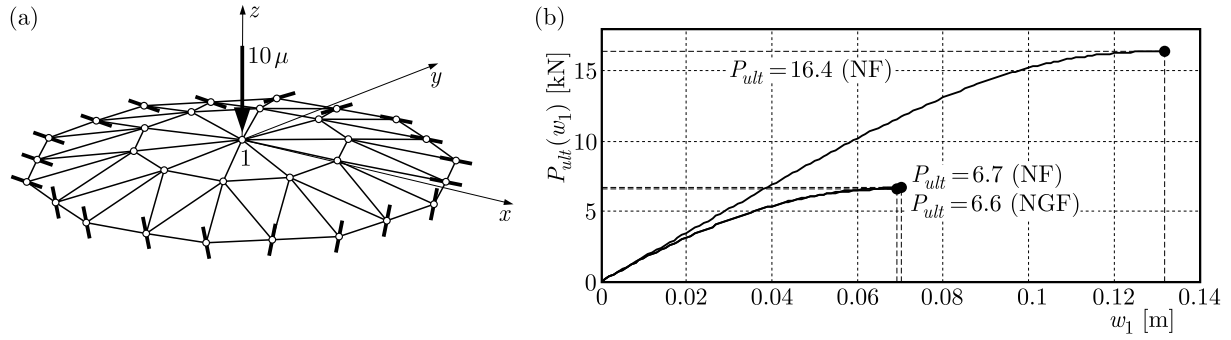 (a)
z
10 μ
y
1
x
(b)
P_ult(w_1) [kN]
15
10
5
0
P_ult=16.4 (NF)
P_ult=6.7 (NF)
P_ult=6.6 (NGF)
0 0.02 0.04 0.06 0.08 0.1 0.12 0.14
w_1 [m]